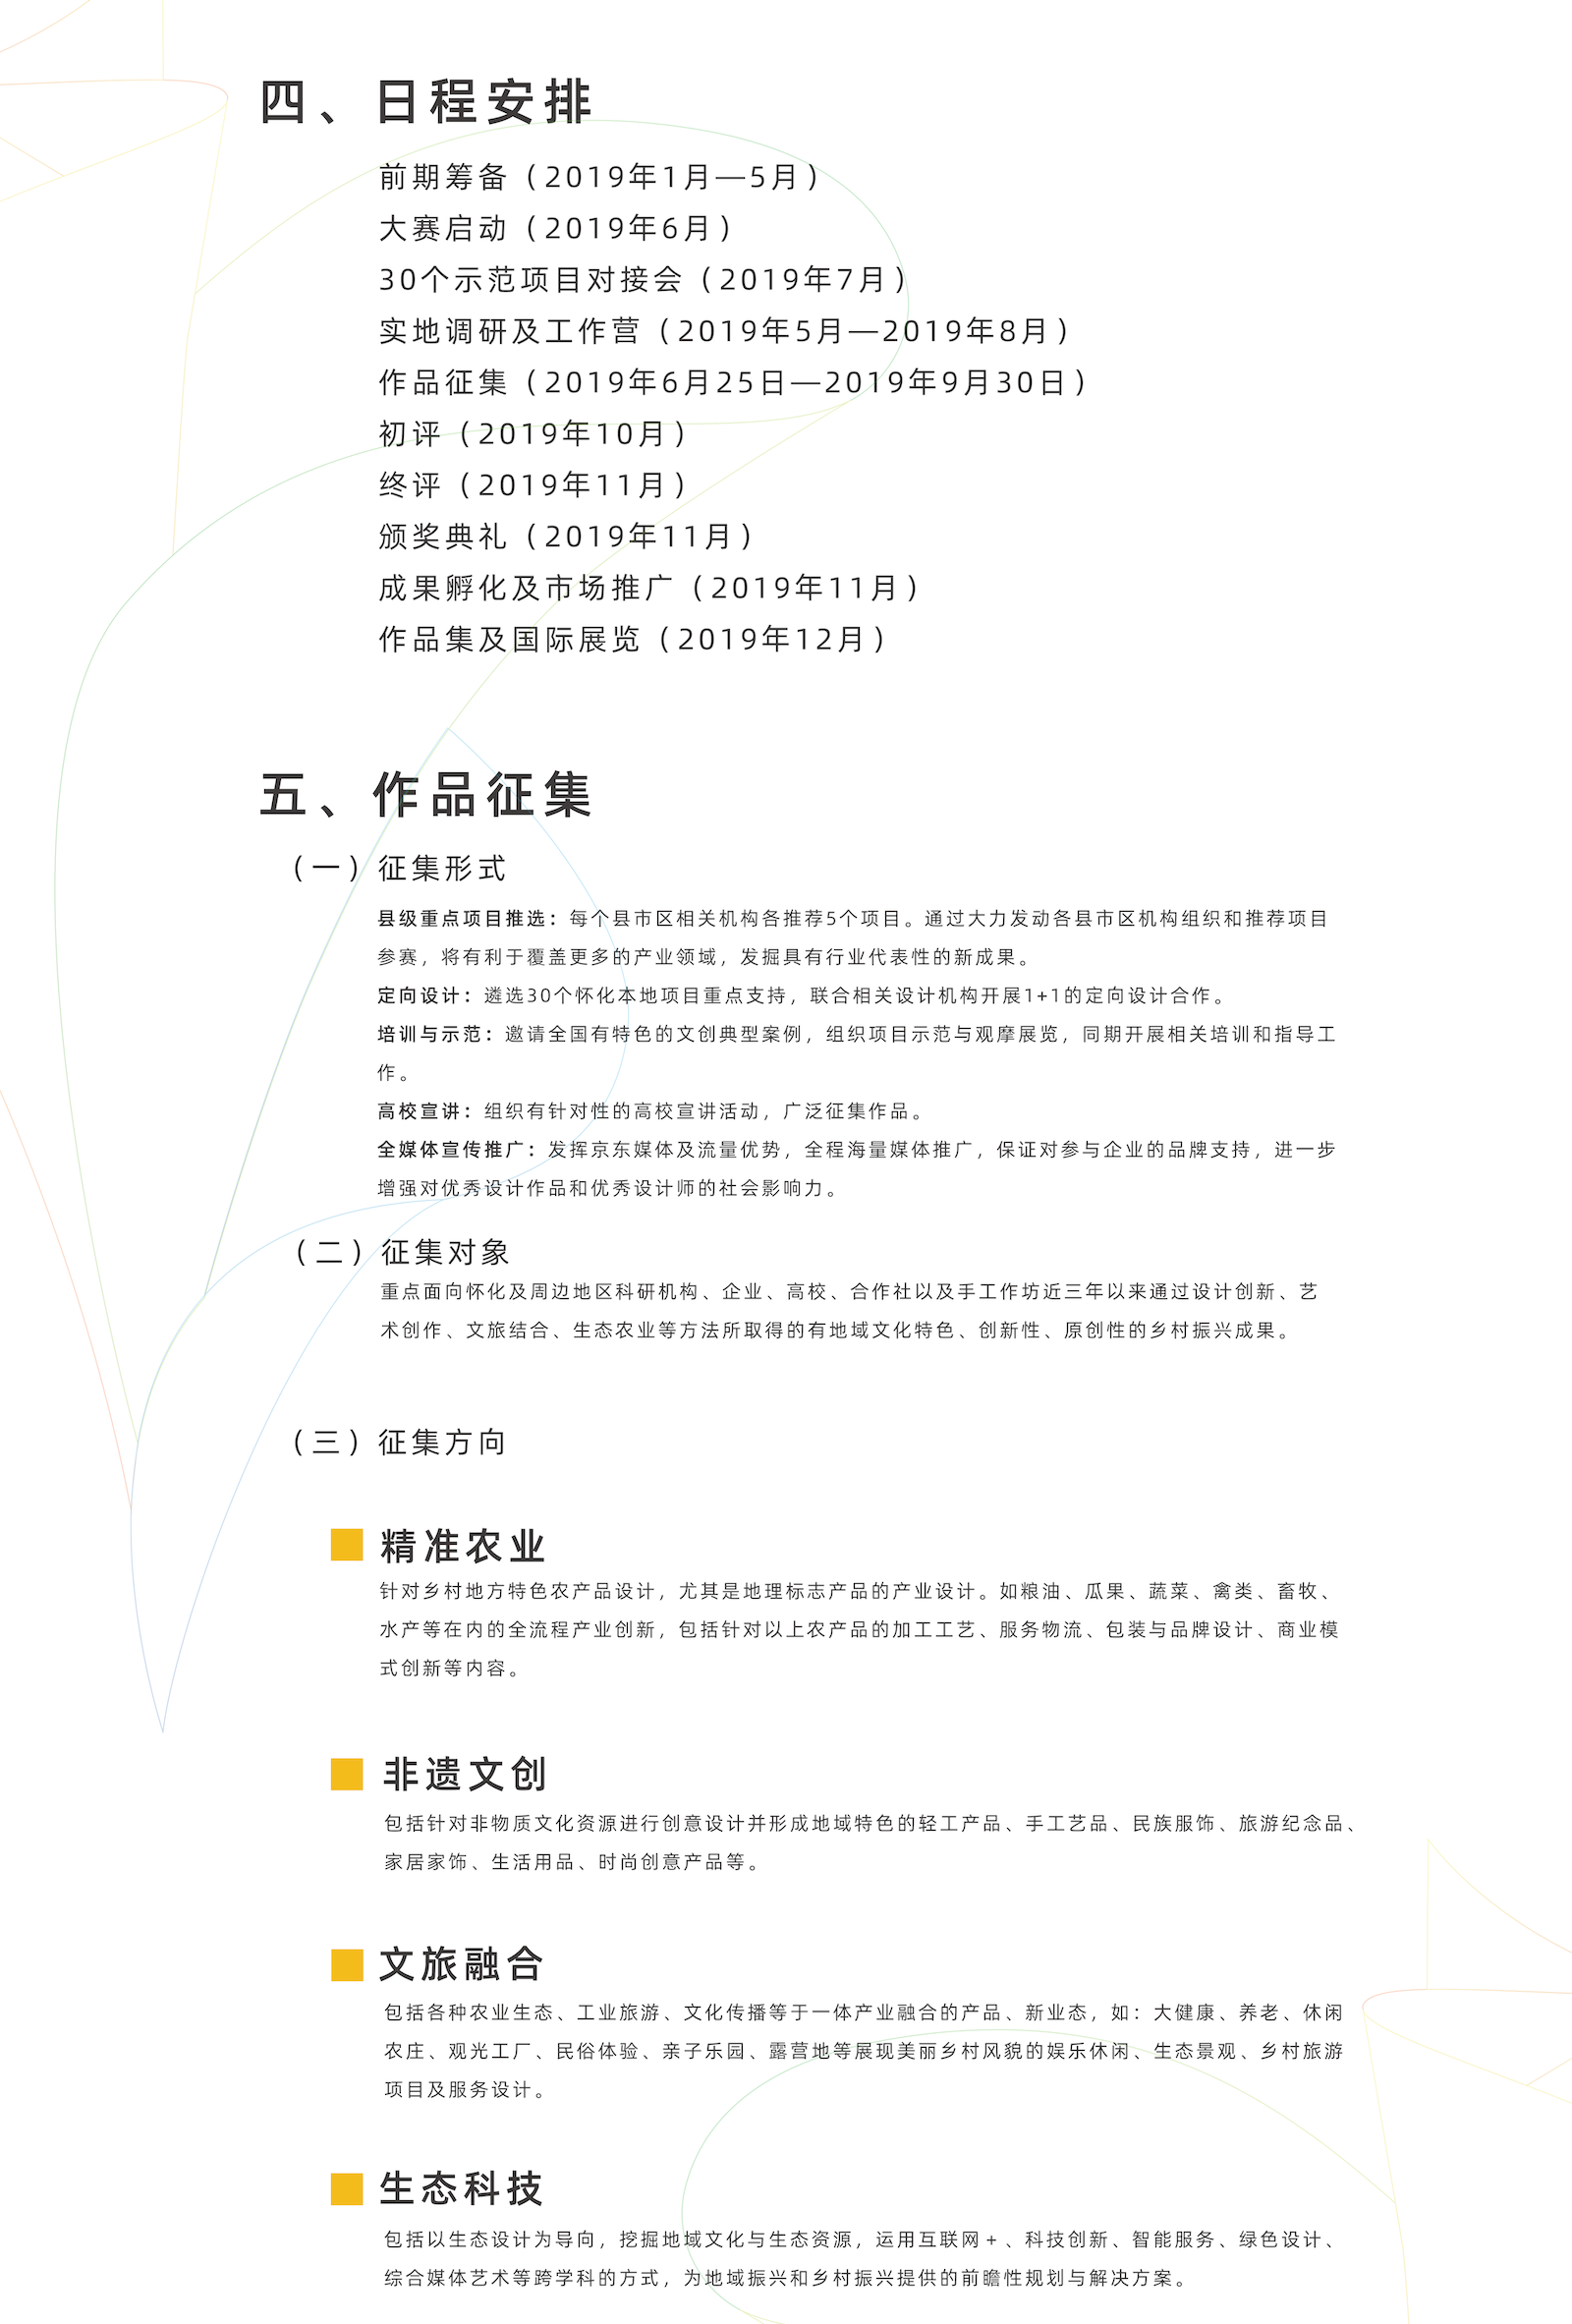 四、日程安排
前期筹备（2019年1月—5月）
大赛启动（2019年6月）
30个示范项目对接会（2019年7月）
实地调研及工作营（2019年5月—2019年8月）
作品征集（2019年6月25日—2019年9月30日）
初评（2019年10月）
终评（2019年11月）
颁奖典礼（2019年11月）
成果孵化及市场推广（2019年11月）
作品集及国际展览（2019年12月）
五、作品征集
（一）征集形式
县级重点项目推选：每个县市区相关机构各推荐5个项目。通过大力发动各县市区机构组织和推荐项目
参赛，将有利于覆盖更多的产业领域，发掘具有行业代表性的新成果。
定向设计：遴选30个怀化本地项目重点支持，联合相关设计机构开展1+1的定向设计合作。
培训与示范：邀请全国有特色的文创典型案例，组织项目示范与观摩展览，同期开展相关培训和指导工
作。
高校宣讲：组织有针对性的高校宣讲活动，广泛征集作品。
全媒体宣传推广：发挥京东媒体及流量优势，全程海量媒体推广，保证对参与企业的品牌支持，进一步
增强对优秀设计作品和优秀设计师的社会影响力。
（二）征集对象
重点面向怀化及周边地区科研机构、企业、高校、合作社以及手工作坊近三年以来通过设计创新、艺
术创作、文旅结合、生态农业等方法所取得的有地域文化特色、创新性、原创性的乡村振兴成果。
（三）征集方向
精准农业
针对乡村地方特色农产品设计，尤其是地理标志产品的产业设计。如粮油、瓜果、蔬菜、禽类、畜牧、
水产等在内的全流程产业创新，包括针对以上农产品的加工工艺、服务物流、包装与品牌设计、商业模
式创新等内容。
非遗文创
包括针对非物质文化资源进行创意设计并形成地域特色的轻工产品、手工艺品、民族服饰、旅游纪念品、
家居家饰、生活用品、时尚创意产品等。
文旅融合
包括各种农业生态、工业旅游、文化传播等于一体产业融合的产品、新业态，如：大健康、养老、休闲
农庄、观光工厂、民俗体验、亲子乐园、露营地等展现美丽乡村风貌的娱乐休闲、生态景观、乡村旅游
项目及服务设计。
生态科技
包括以生态设计为导向，挖掘地域文化与生态资源，运用互联网＋、科技创新、智能服务、绿色设计、
综合媒体艺术等跨学科的方式，为地域振兴和乡村振兴提供的前瞻性规划与解决方案。